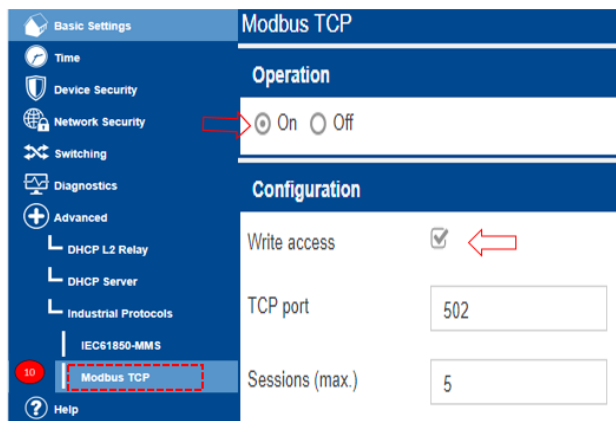 Basic Settings
Time
Device Security
Network Security
Switching
Diagnostics
Advanced
DHCP L2 Relay
DHCP Server
Industrial Protocols
IEC61850-MMS
10
Modbus TCP
Help
Modbus TCP
Operation
On Off
Configuration
Write access
TCP port 502
Sessions (max.) 5